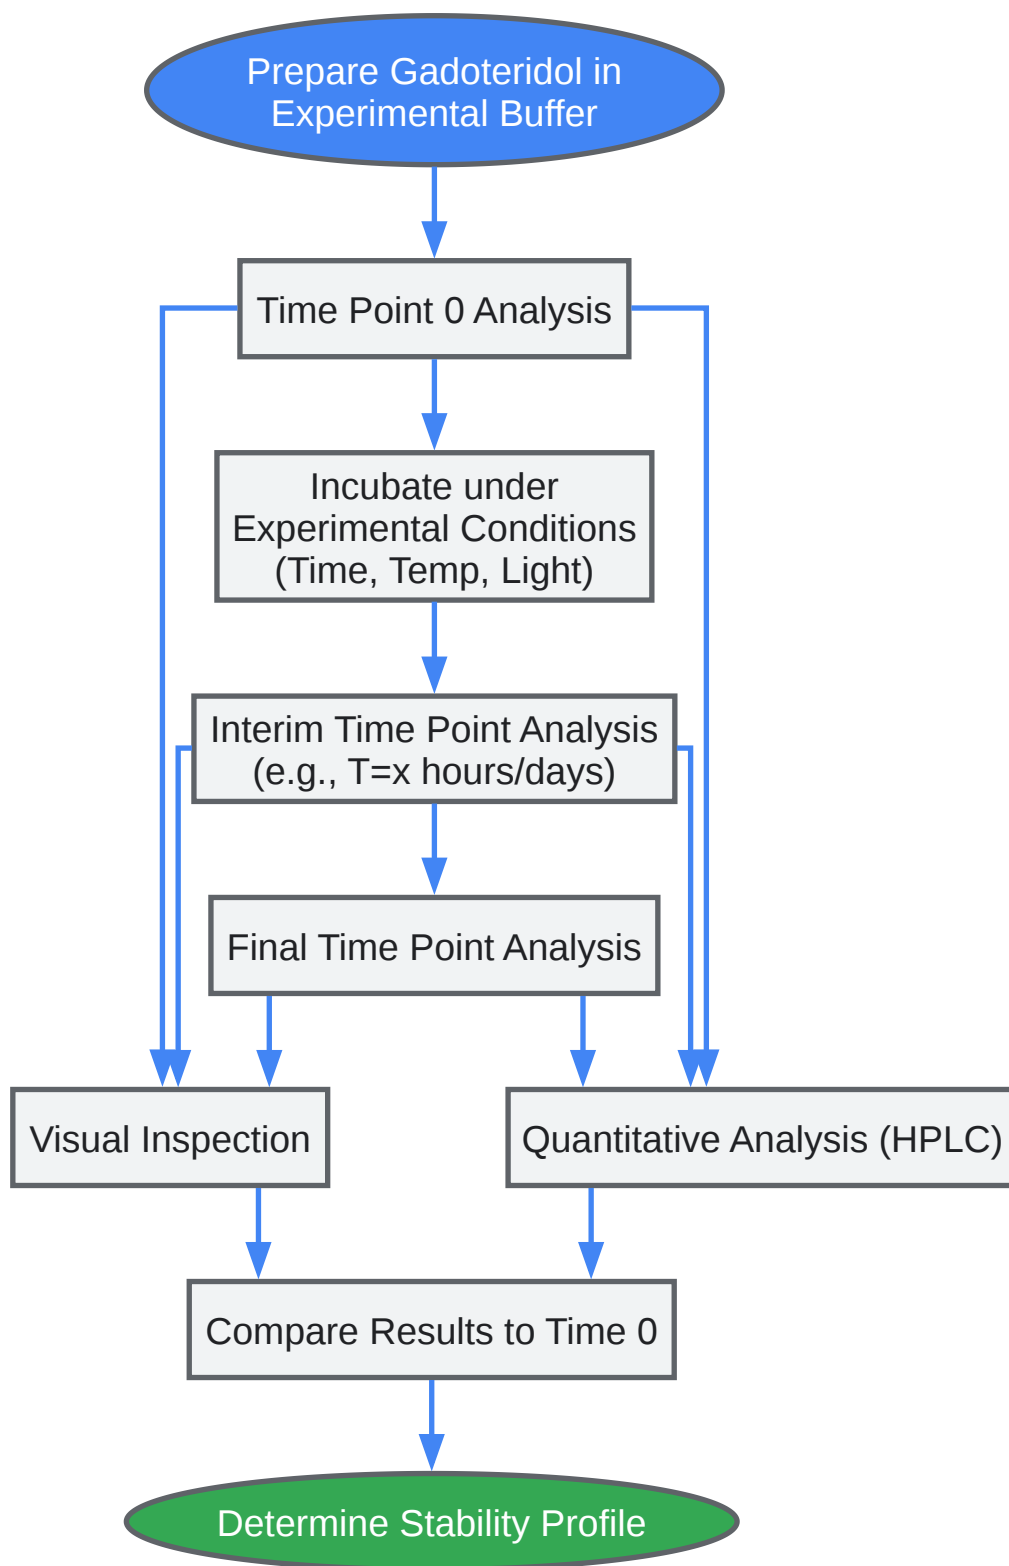 Prepare Gadoteridol in
Experimental Buffer
Time Point 0 Analysis
Incubate under
Experimental Conditions
(Time, Temp, Light)
Interim Time Point Analysis
(e.g., T=x hours/days)
Final Time Point Analysis
Visual Inspection
Quantitative Analysis (HPLC)
Compare Results to Time 0
Determine Stability Profile